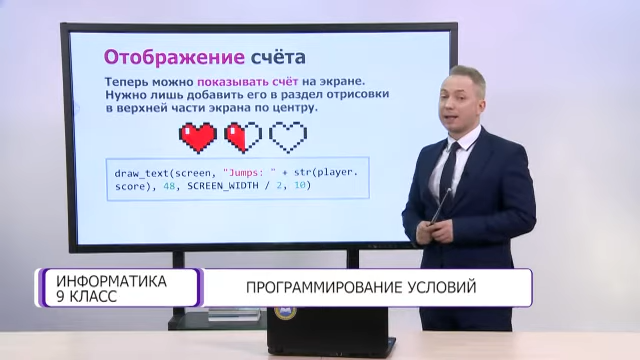 Отображение счёта
Теперь можно показывать счёт на экране.
Нужно лишь добавить его в раздел отрисовки
в верхней части экрана по центру.
draw_text(screen, "Jumps: " + str(player.
score), 48, SCREEN_WIDTH / 2, 10)
ИНФОРМАТИКА
9 КЛАСС
ПРОГРАММИРОВАНИЕ УСЛОВИЙ